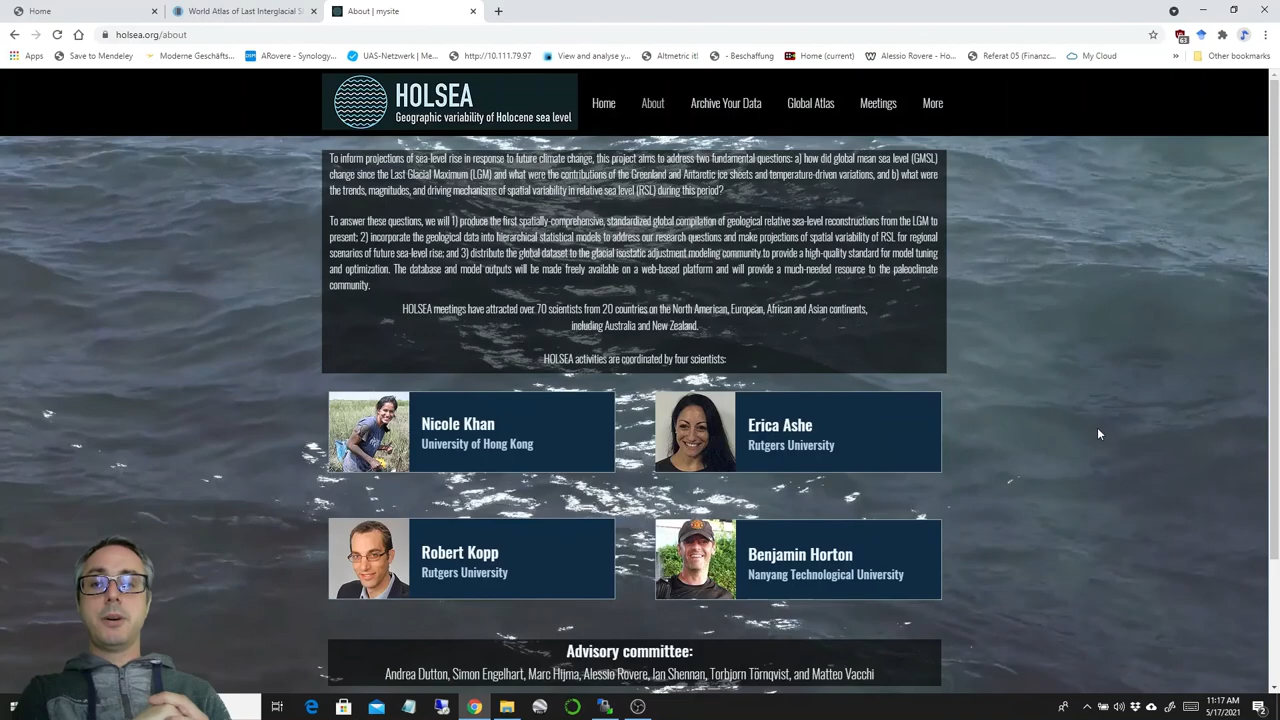 Home
World Atlas of Last Interglacial S
About | mysite
holsea.org/about
Apps
Save to Mendeley
Moderne Geschäfts...
ARovere - Synology...
UAS-Netzwerk | Me...
http://10.111.79.97
View and analyse y...
Altmetric it!
- Beschaffung
Home (current)
Alessio Rovere - Ow...
Referat 05 (Finanzc...
My Cloud
Other bookmarks
HOLSEA
Geographic variability of Holocene sea level
Home
About
Archive Your Data
Global Atlas
Meetings
More
To inform projections of sea-level rise in response to future climate change, this project aims to address two fundamental questions: a) how did global mean sea level (GMSL)
change since the Last Glacial Maximum (LGM) and what were the contributions of the Greenland and Antarctic ice sheets and temperature-driven variations, and b) what were
the trends, magnitudes, and driving mechanisms of spatial variability in relative sea level (RSL) during this period?
To answer these questions, we will 1) produce the first spatially-comprehensive, standardized global compilation of geological relative sea-level reconstructions from the LGM to
present; 2) incorporate the geological data into hierarchical statistical models to address our research questions and make projections of spatial variability of RSL for regional
scenarios of future sea-level rise; and 3) distribute the global dataset to the glacial isostatic adjustment modeling community to provide a high-quality standard for model tuning
and optimization. The database and model outputs will be made freely available on a web-based platform and will provide a much-needed resource to the paleoclimate
community.
HOLSEA meetings have attracted over 70 scientists from 20 countries on the North American, European, African and Asian continents,
including Australia and New Zealand.
HOLSEA activities are coordinated by four scientists:
Nicole Khan
University of Hong Kong
Erica Ashe
Rutgers University
Robert Kopp
Rutgers University
Benjamin Horton
Nanyang Technological University
Advisory committee:
Andrea Dutton, Simon Engelhart, Marc HIjma, Alessio Rovere, Ian Shennan, Torbjorn Törnqvist, and Matteo Vacchi
11:17 AM
5/17/2021